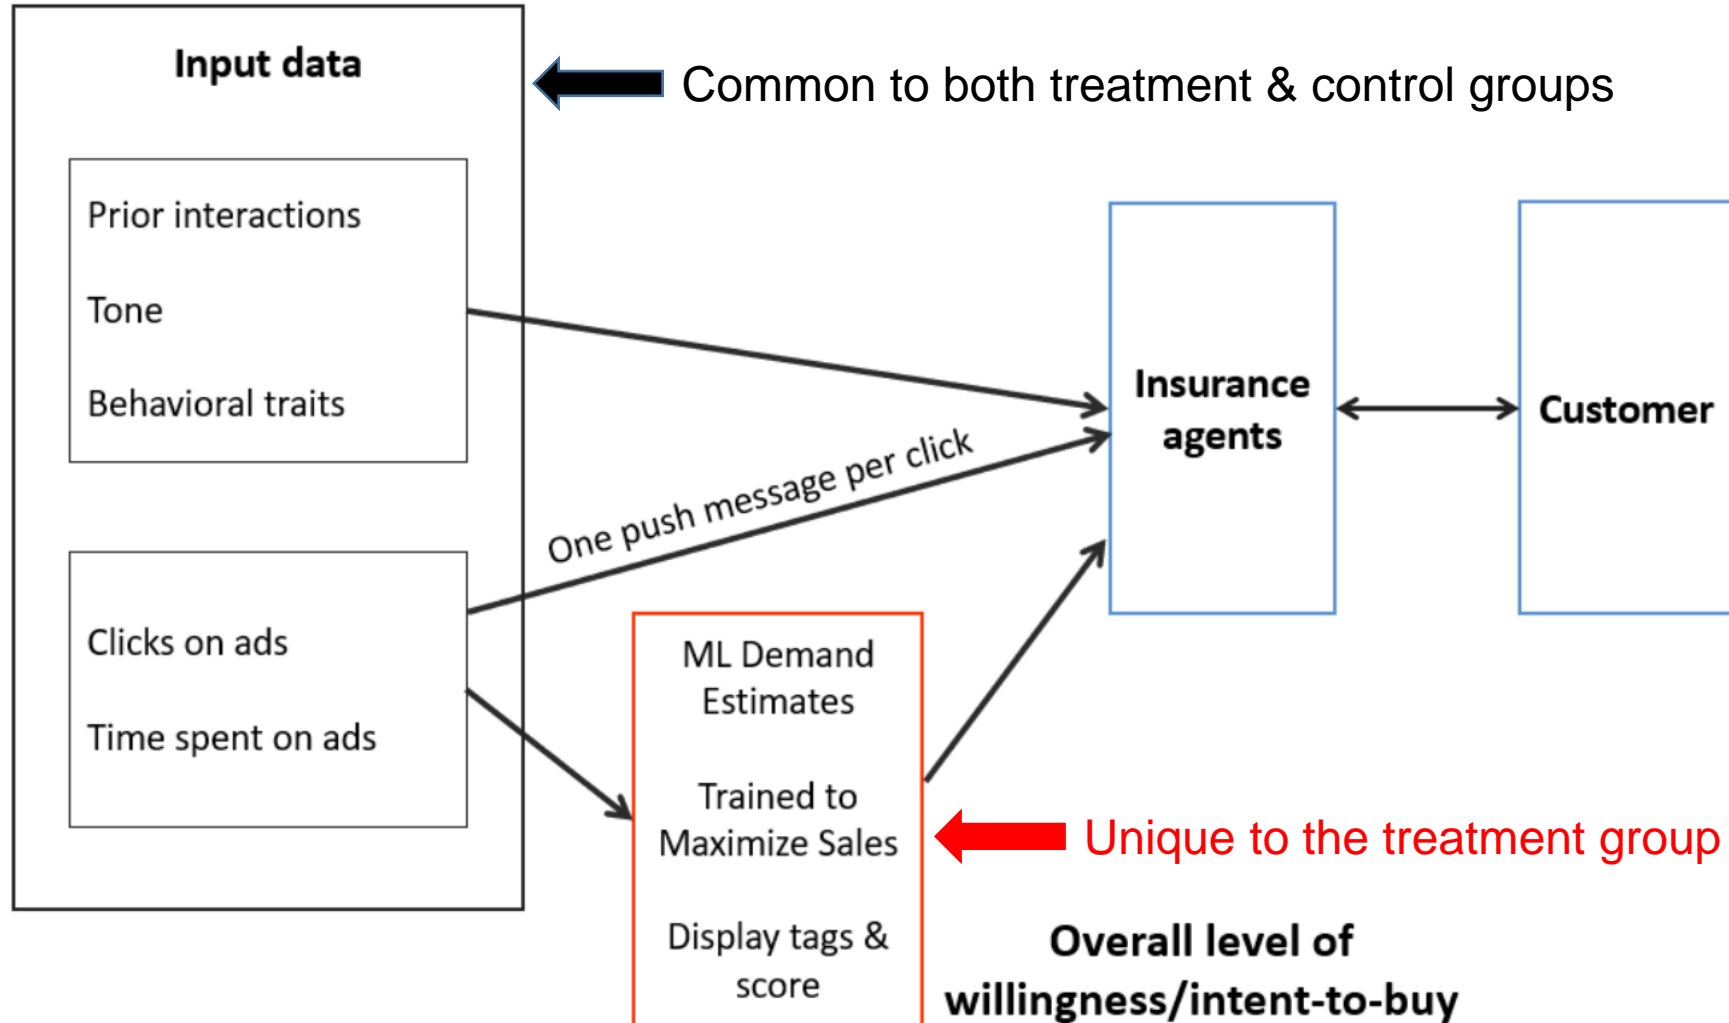 Input data
Common to both treatment & control groups
Prior interactions
Tone
Behavioral traits
Clicks on ads
Time spent on ads
One push message per click
ML Demand
Estimates
Trained to
Maximize Sales
Display tags &
score
Insurance
agents
Customer
Unique to the treatment group
Overall level of
willingness/intent-to-buy